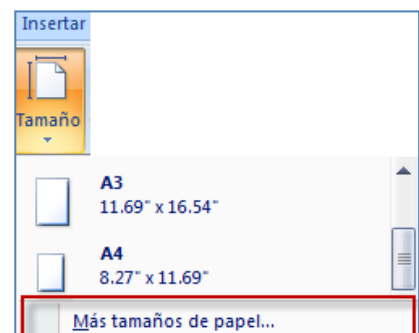 Insertar
Tamaño
A3
11.69" x 16.54"
A4
8.27" x 11.69"
Más tamaños de papel...